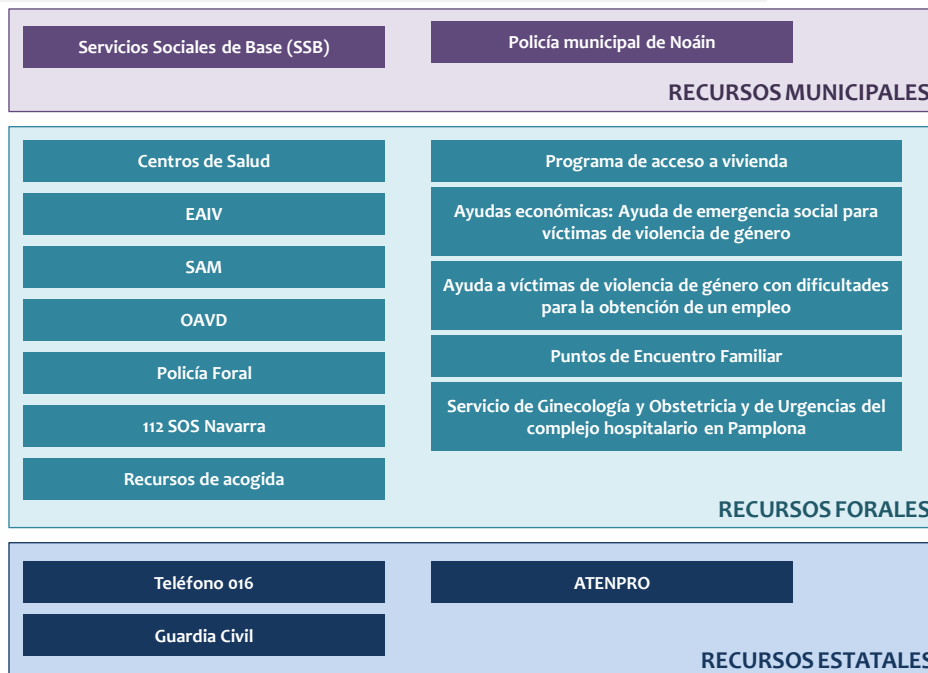 Servicios Sociales de Base (SSB)
Policía municipal de Noáin
RECURSOS MUNICIPALES
Centros de Salud
EAIV
SAM
OAVD
Policía Foral
112 SOS Navarra
Recursos de acogida
Programa de acceso a vivienda
Ayudas económicas: Ayuda de emergencia social para
víctimas de violencia de género
Ayuda a víctimas de violencia de género con dificultades
para la obtención de un empleo
Puntos de Encuentro Familiar
Servicio de Ginecología y Obstetricia y de Urgencias del
complejo hospitalario en Pamplona
RECURSOS FORALES
Teléfono 016
Guardia Civil
ATENPRO
RECURSOS ESTATALES